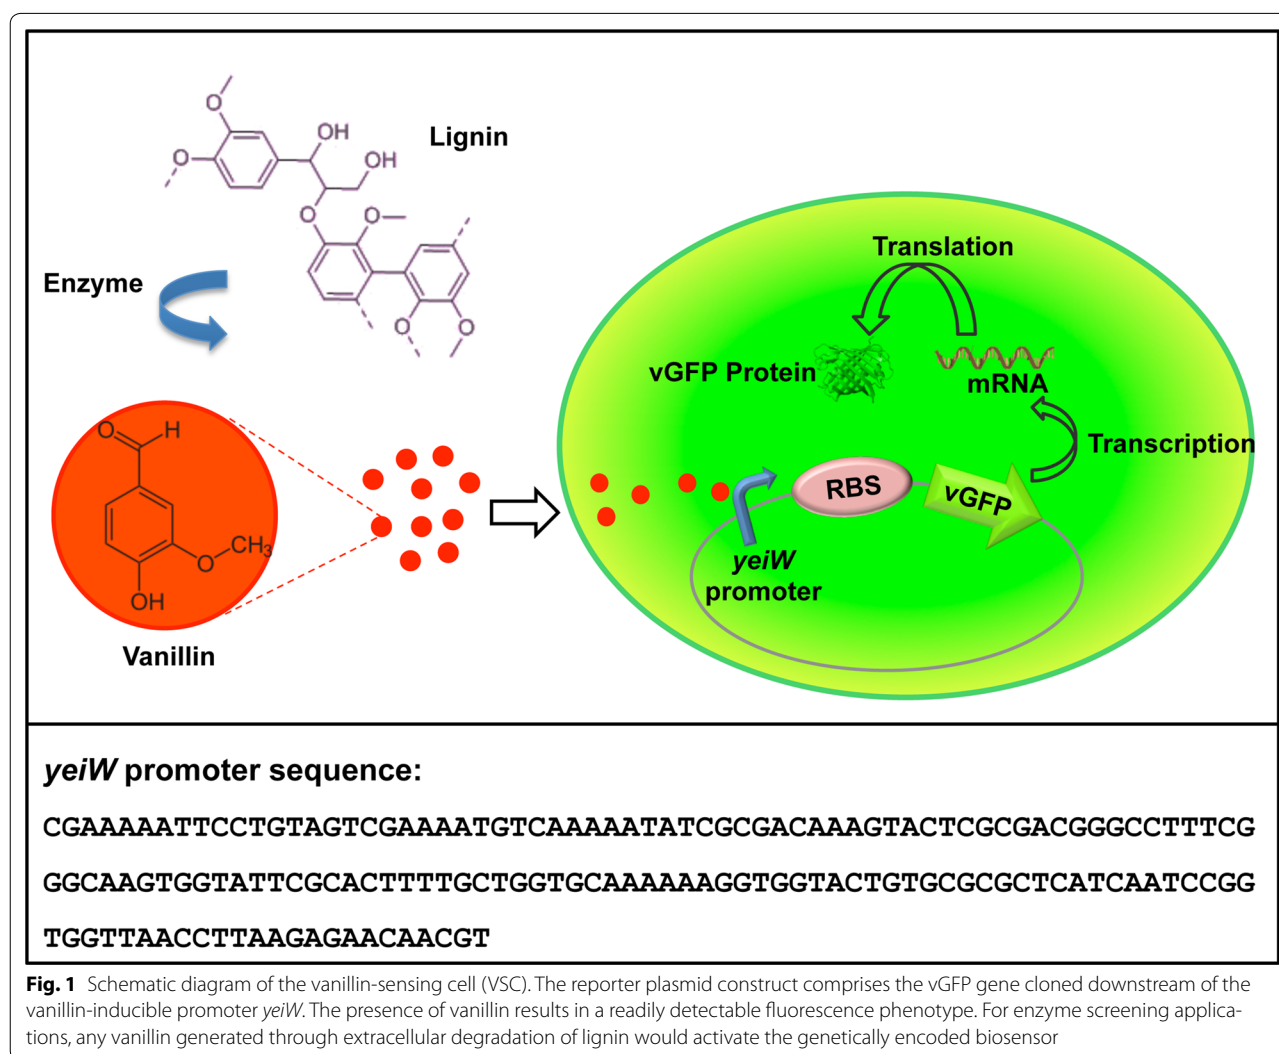 OH
Lignin
O
O
OH
O
O
Enzyme
O
O
Translation
vGFP Protein
mRNA
Transcription
O
H
O
CH3
OH
Vanillin
RBS
vGFP
yeiW
promoter
yeiW promoter sequence:
CGAAAAATTCCTGTAGTCGAAAATGTCAAAAATATCGCGACAAAGTACTCGCGACGGGCCTTTCG
GGCAAGTGGTATTCGCACTTTTGCTGGTGCAAAAAAGGTGGTACTGTGCGCGCTCATCAATCCGG
TGGTTAACCTTAAGAGAACAACGT
Fig. 1 Schematic diagram of the vanillin-sensing cell (VSC). The reporter plasmid construct comprises the vGFP gene cloned downstream of the
vanillin-inducible promoter yeiW. The presence of vanillin results in a readily detectable fluorescence phenotype. For enzyme screening applica-
tions, any vanillin generated through extracellular degradation of lignin would activate the genetically encoded biosensor